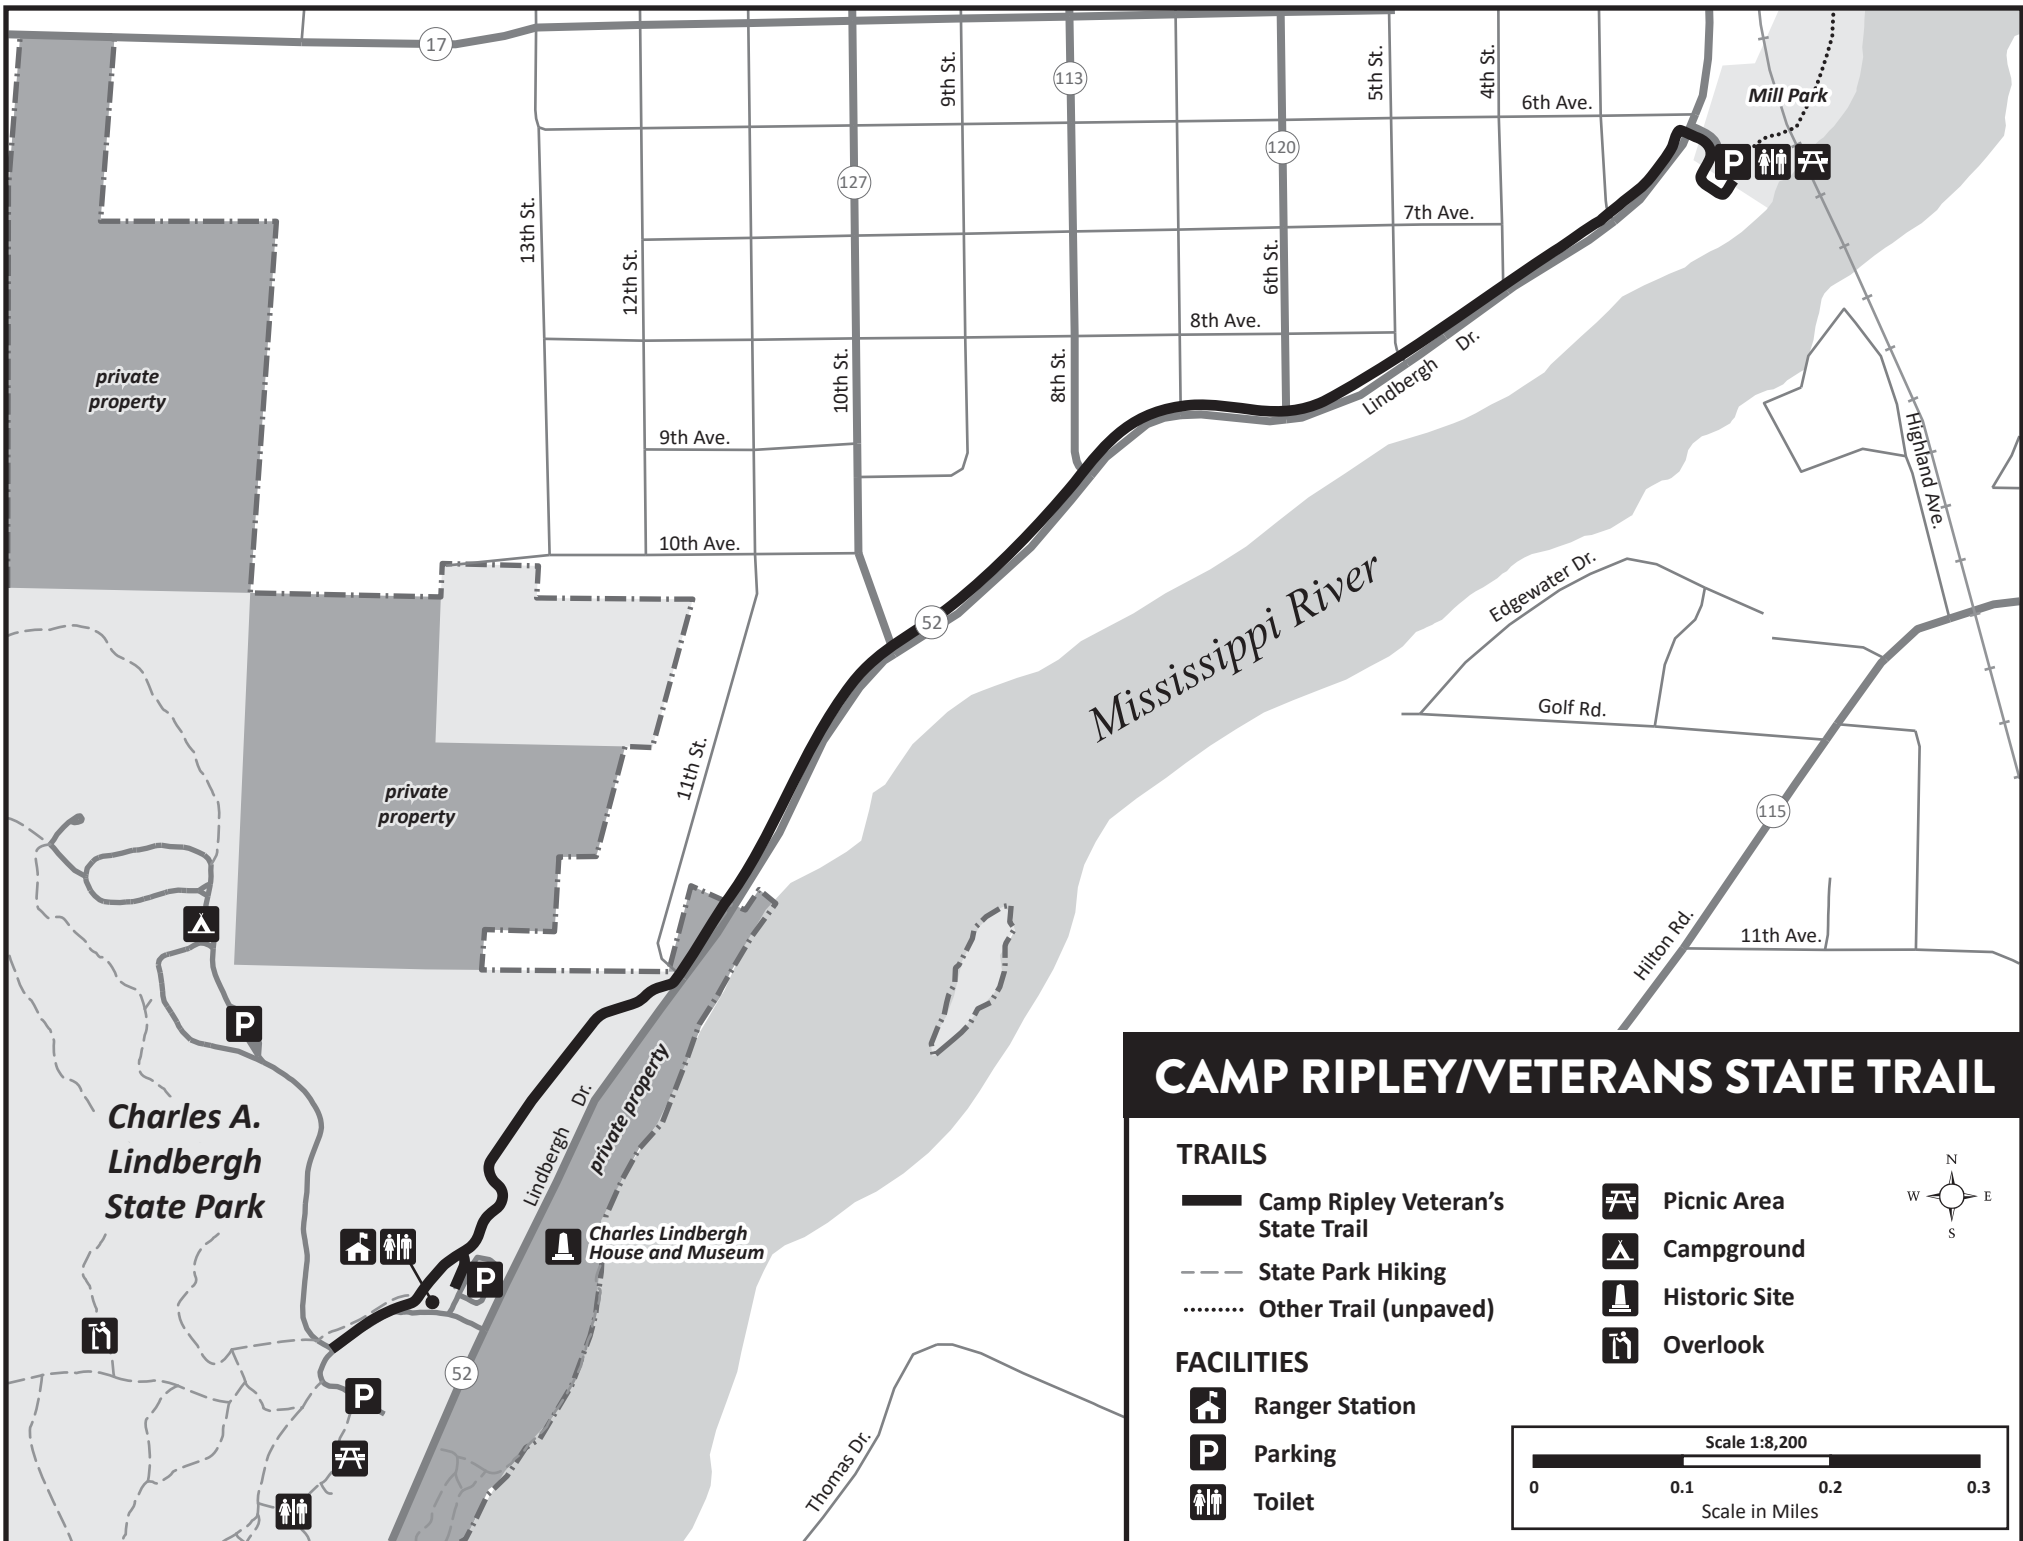 17
9th St.
113
5th St.
4th St.
6th Ave.
Mill Park
120
P
127
13th St.
12th St.
7th Ave.
6th St.
8th Ave.
10th St.
8th St.
Lindbergh Dr.
private
property
9th Ave.
Highland Ave.
10th Ave.
52
Mississippi River
Edgewater Dr.
Golf Rd.
11th St.
private
property
115
Hilton Rd.
11th Ave.
P
private property
Lindbergh Dr.
Charles A.
Lindbergh
State Park
Charles Lindbergh
House and Museum
P
52
P
Thomas Dr.
CAMP RIPLEY/VETERANS STATE TRAIL
TRAILS
Camp Ripley Veteran's
State Trail
State Park Hiking
Other Trail (unpaved)
FACILITIES
Ranger Station
P
Parking
Toilet
Picnic Area
Campground
Historic Site
Overlook
N
W
E
S
Scale 1:8,200
0 0.1 0.2 0.3
Scale in Miles